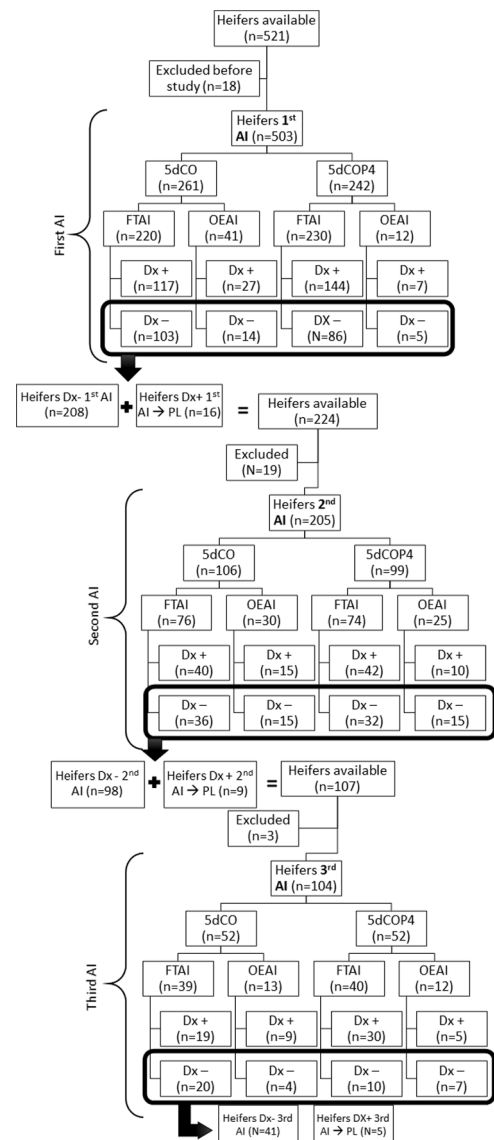 Heifers available
(n=521)
Excluded before
study (n=18)
Heifers 1st
AI (n=503)
First AI
5dCO
(n=261)
5dCOP4
(n=242)
FTAI
(n=220)
OEAI
(n=41)
FTAI
(n=230)
OEAI
(n=12)
Dx +
(n=117)
Dx +
(n=27)
Dx +
(n=144)
Dx +
(n=7)
Dx –
(n=103)
Dx –
(n=14)
DX –
(N=86)
Dx –
(n=5)
Heifers Dx- 1st AI
(n=208)
+
Heifers Dx+ 1st
AI → PL (n=16)
=
Heifers available
(n=224)
Excluded
(N=19)
Heifers 2nd
AI (n=205)
Second AI
5dCO
(n=106)
5dCOP4
(n=99)
FTAI
(n=76)
OEAI
(n=30)
FTAI
(n=74)
OEAI
(n=25)
Dx +
(n=40)
Dx +
(n=15)
Dx +
(n=42)
Dx +
(n=10)
Dx –
(n=36)
Dx –
(n=15)
Dx –
(n=32)
Dx –
(n=15)
Heifers Dx - 2nd
AI (n=98)
+
Heifers Dx + 2nd
AI → PL (n=9)
=
Heifers available
(n=107)
Excluded
(n=3)
Heifers 3rd
AI (n=104)
Third AI
5dCO
(n=52)
5dCOP4
(n=52)
FTAI
(n=39)
OEAI
(n=13)
FTAI
(n=40)
OEAI
(n=12)
Dx +
(n=19)
Dx +
(n=9)
Dx +
(n=30)
Dx +
(n=5)
Dx –
(n=20)
Dx –
(n=4)
Dx –
(n=10)
Dx –
(n=7)
Heifers Dx- 3rd
AI (N=41)
Heifers DX+ 3rd
AI → PL (N=5)